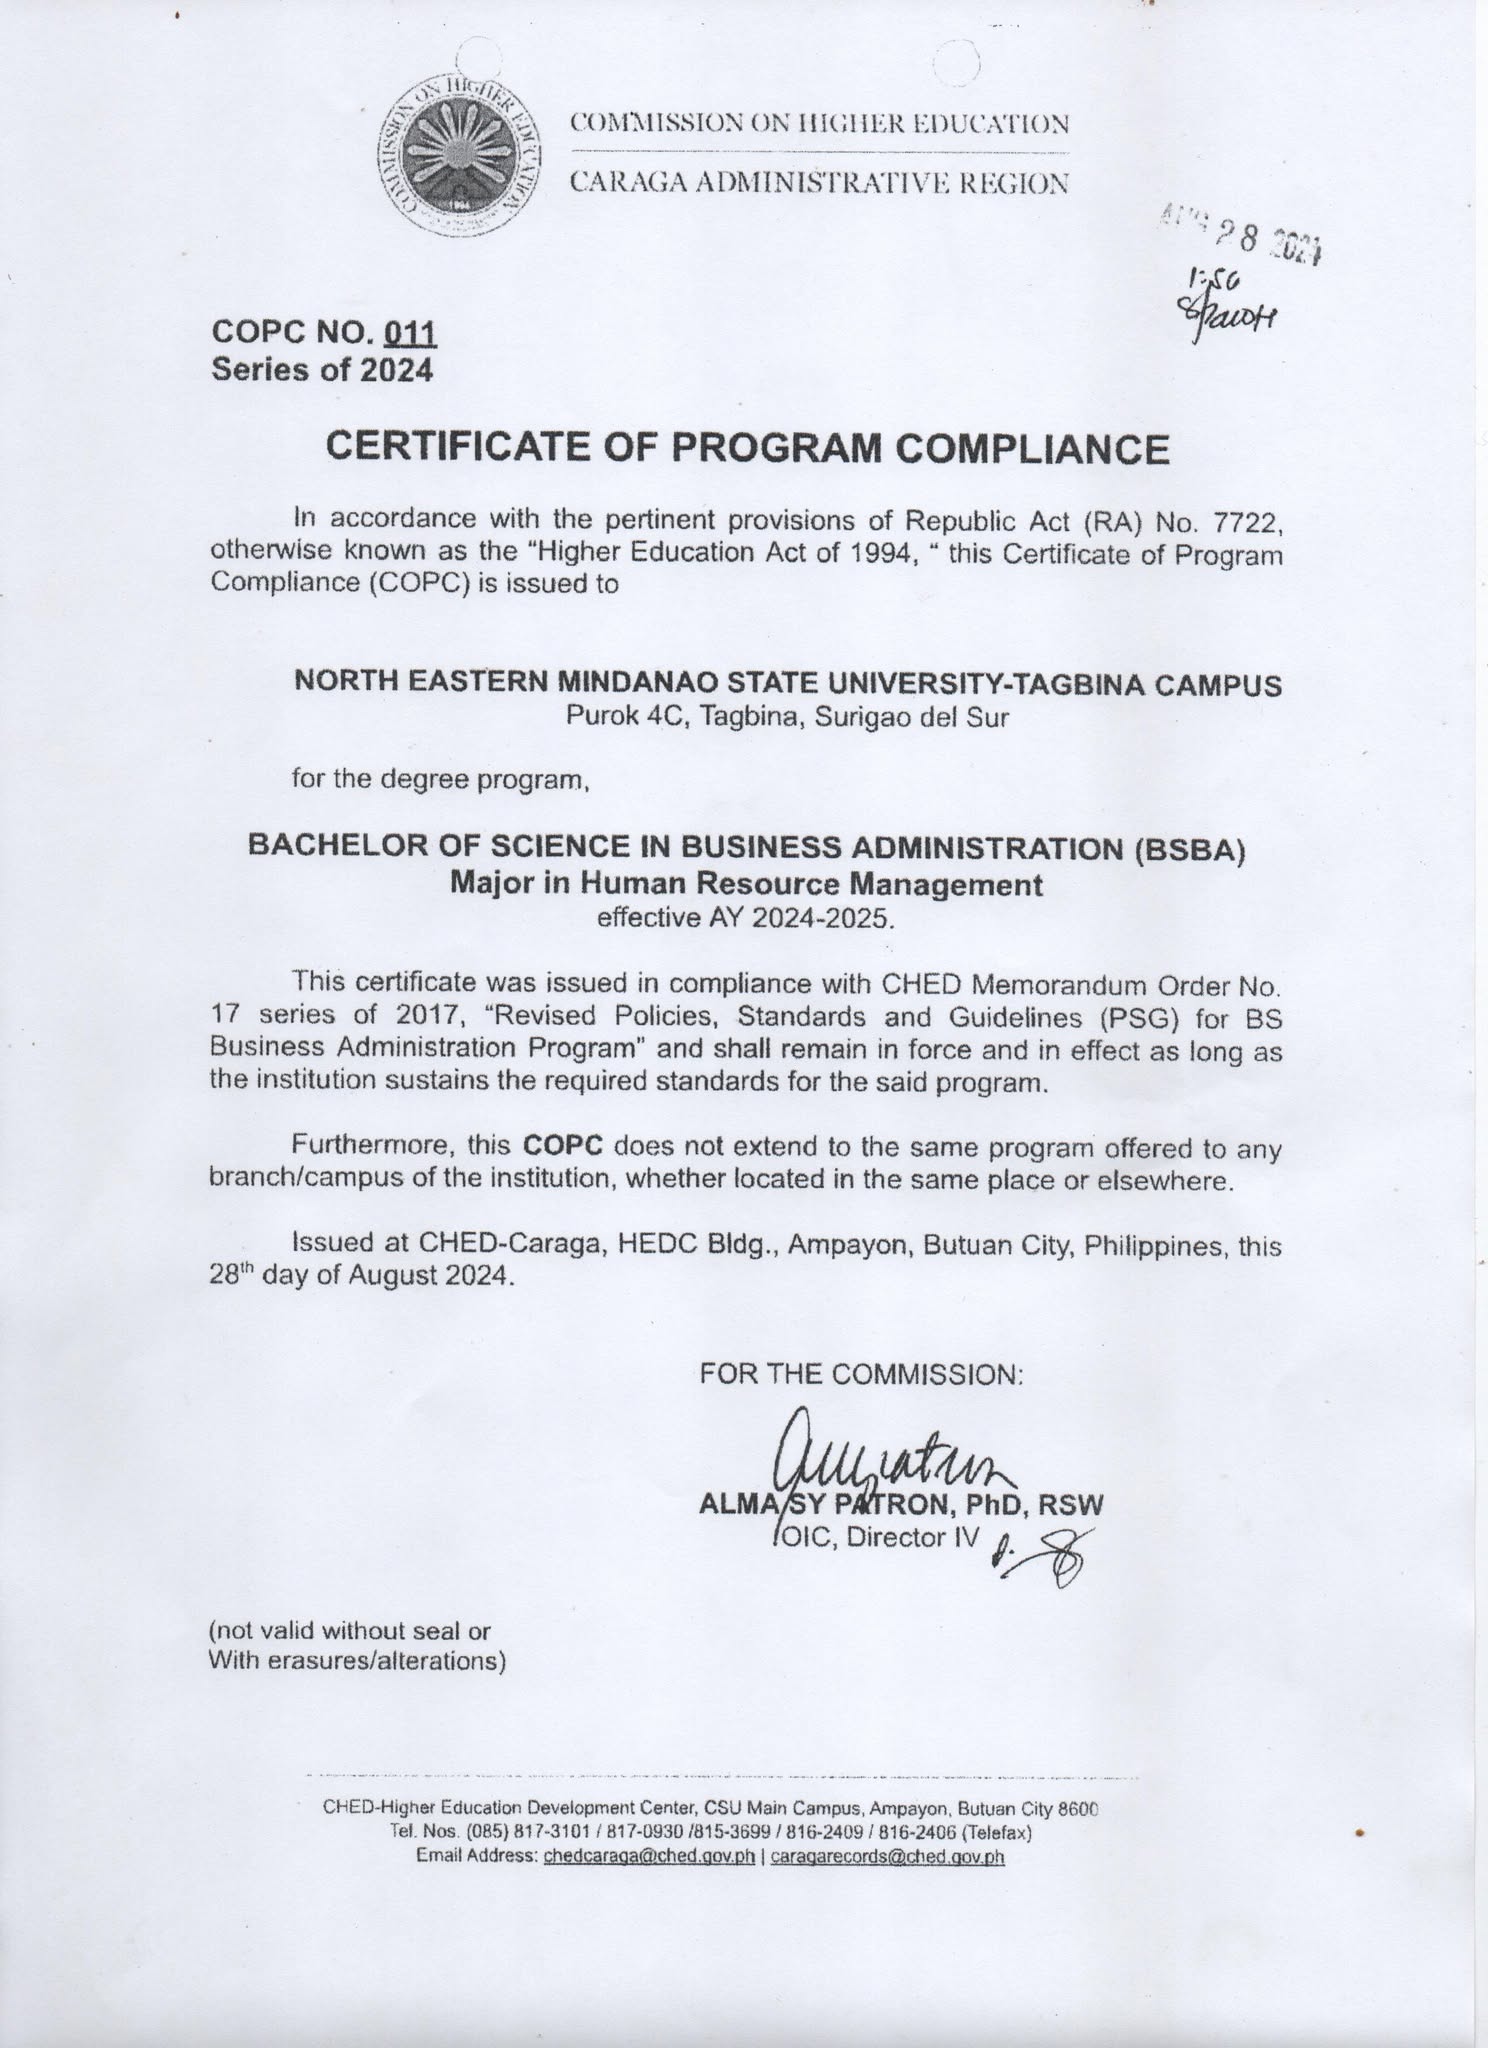 COMMISSION ON HIGHER EDUCATION
1994
COMMISSION ON HIGHER EDUCATION
CARAGA ADMINISTRATIVE REGION
AUG 28 2024
1:50
COPC NO. 011
Series of 2024
CERTIFICATE OF PROGRAM COMPLIANCE
In accordance with the pertinent provisions of Republic Act (RA) No. 7722,
otherwise known as the “Higher Education Act of 1994, “ this Certificate of Program
Compliance (COPC) is issued to
NORTH EASTERN MINDANAO STATE UNIVERSITY-TAGBINA CAMPUS
Purok 4C, Tagbina, Surigao del Sur
for the degree program,
BACHELOR OF SCIENCE IN BUSINESS ADMINISTRATION (BSBA)
Major in Human Resource Management
effective AY 2024-2025.
This certificate was issued in compliance with CHED Memorandum Order No.
17 series of 2017, “Revised Policies, Standards and Guidelines (PSG) for BS
Business Administration Program” and shall remain in force and in effect as long as
the institution sustains the required standards for the said program.
Furthermore, this COPC does not extend to the same program offered to any
branch/campus of the institution, whether located in the same place or elsewhere.
Issued at CHED-Caraga, HEDC Bldg., Ampayon, Butuan City, Philippines, this
28th day of August 2024.
FOR THE COMMISSION:
ALMA SY PATRON, PhD, RSW
OIC, Director IV
(not valid without seal or
With erasures/alterations)
CHED-Higher Education Development Center, CSU Main Campus, Ampayon, Butuan City 8600
Tel. Nos. (085) 817-3101 / 817-0930 /815-3699 / 816-2409 / 816-2406 (Telefax)
Email Address: chedcaraga@ched.gov.ph | caragarecords@ched.gov.ph